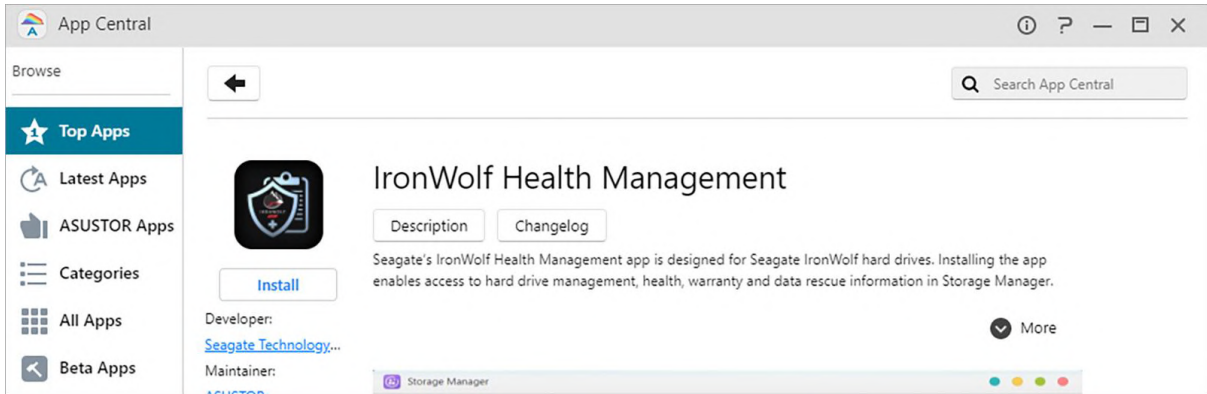 App Central
Browse
Search App Central
Top Apps
Latest Apps
ASUSTOR Apps
Categories
All Apps
Beta Apps
Install
Developer:
Seagate Technology...
Maintainer:
IronWolf Health Management
Description
Changelog
Seagate's IronWolf Health Management app is designed for Seagate IronWolf hard drives. Installing the app
enables access to hard drive management, health, warranty and data rescue information in Storage Manager.
More
Storage Manager